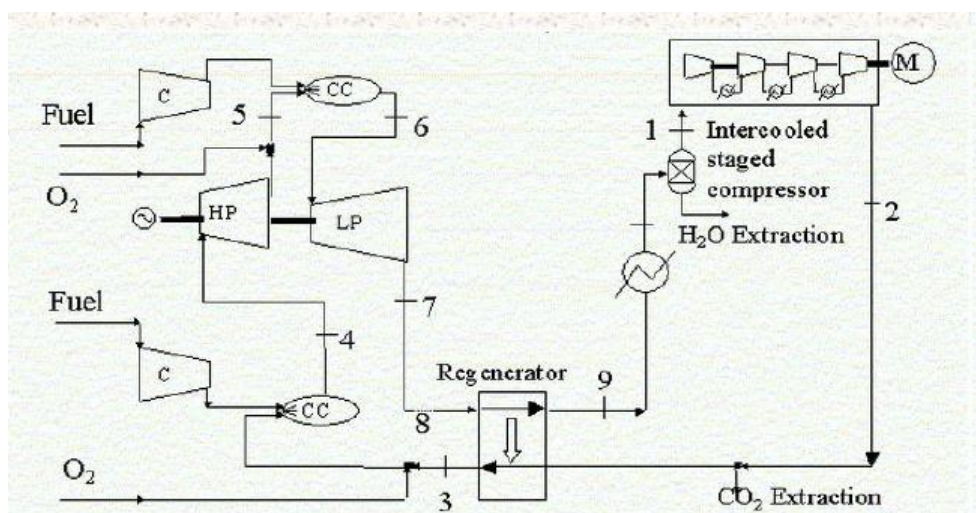 M
C
CC
Fuel
5
6
1
Intercooled
staged
compressor
O2
HP
LP
2
H2O Extraction
Fuel
4
7
C
Regenerator
CC
8
9
O2
3
CO2 Extraction